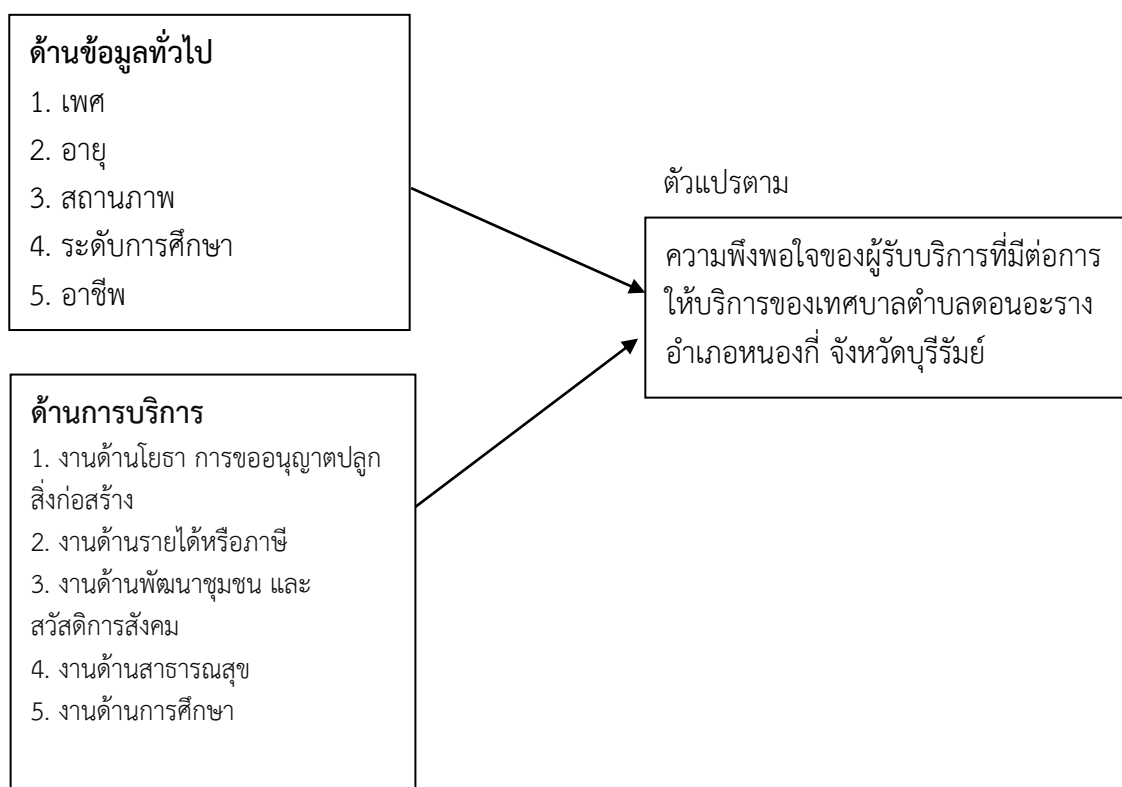 ด้านข้อมูลทั่วไป
1. เพศ
2. อายุ
3. สถานภาพ
4. ระดับการศึกษา
5. อาชีพ
ตัวแปรตาม
ความพึงพอใจของผู้รับบริการที่มีต่อการ
ให้บริการของเทศบาลตำบลดอนอะราง
อำเภอหนองกี่ จังหวัดบุรีรัมย์
ด้านการบริการ
1. งานด้านโยธา การขออนุญาตปลูก
สิ่งก่อสร้าง
2. งานด้านรายได้หรือภาษี
3. งานด้านพัฒนาชุมชน และ
สวัสดิการสังคม
4. งานด้านสาธารณสุข
5. งานด้านการศึกษา